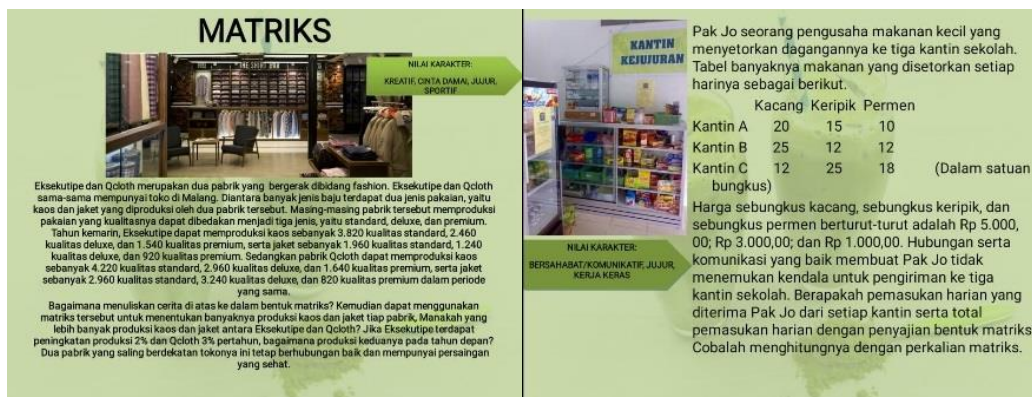 MATRIKS
NILAI KARAKTER:
KREATIF, CINTA DAMAI, JUJUR,
SPORTIF
Eksekutipe dan Qcloth merupakan dua pabrik yang bergerak dibidang fashion. Eksekutipe dan Qcloth
sama-sama mempunyai toko di Malang. Diantara banyak jenis baju terdapat dua jenis pakaian, yaitu
kaos dan jaket yang diproduksi oleh dua pabrik tersebut. Masing-masing pabrik tersebut memproduksi
pakaian yang kualitasnya dapat dibedakan menjadi tiga jenis, yaitu standard, deluxe, dan premium.
Tahun kemarin, Eksekutipe dapat memproduksi kaos sebanyak 3.820 kualitas standard, 2.460
kualitas deluxe, dan 1.540 kualitas premium, serta jaket sebanyak 1.960 kualitas standard, 1.240
kualitas deluxe, dan 920 kualitas premium. Sedangkan pabrik Qcloth dapat memproduksi kaos
sebanyak 4.220 kualitas standard, 2.960 kualitas deluxe, dan 1.640 kualitas premium, serta jaket
sebanyak 2.960 kualitas standard, 3.240 kualitas deluxe, dan 820 kualitas premium dalam periode
yang sama.
Bagaimana menuliskan cerita di atas ke dalam bentuk matriks? Kemudian dapat menggunakan
matriks tersebut untuk menentukan banyaknya produksi kaos dan jaket tiap pabrik, Manakah yang
lebih banyak produksi kaos dan jaket antara Eksekutipe dan Qcloth? Jika Eksekutipe terdapat
peningkatan produksi 2% dan Qcloth 3% pertahun, bagaimana produksi keduanya pada tahun depan?
Dua pabrik yang saling berdekatan tokonya ini tetap berhubungan baik dan mempunyai persaingan
yang sehat.
KANTIN
KEJUJURAN
NILAI KARAKTER:
BERSAHABAT/KOMUNIKATIF, JUJUR,
KERJA KERAS
Pak Jo seorang pengusaha makanan kecil yang
menyetorkan dagangannya ke tiga kantin sekolah.
Tabel banyaknya makanan yang disetorkan setiap
harinya sebagai berikut.
Kacang Keripik Permen
Kantin A 20 15 10
Kantin B 25 12 12
Kantin C 12 25 18 (Dalam satuan
bungkus)
Harga sebungkus kacang, sebungkus keripik, dan
sebungkus permen berturut-turut adalah Rp 5.000,
00; Rp 3.000,00; dan Rp 1.000,00. Hubungan serta
komunikasi yang baik membuat Pak Jo tidak
menemukan kendala untuk pengiriman ke tiga
kantin sekolah. Berapakah pemasukan harian yang
diterima Pak Jo dari setiap kantin serta total
pemasukan harian dengan penyajian bentuk matriks
Cobalah menghitungnya dengan perkalian matriks.